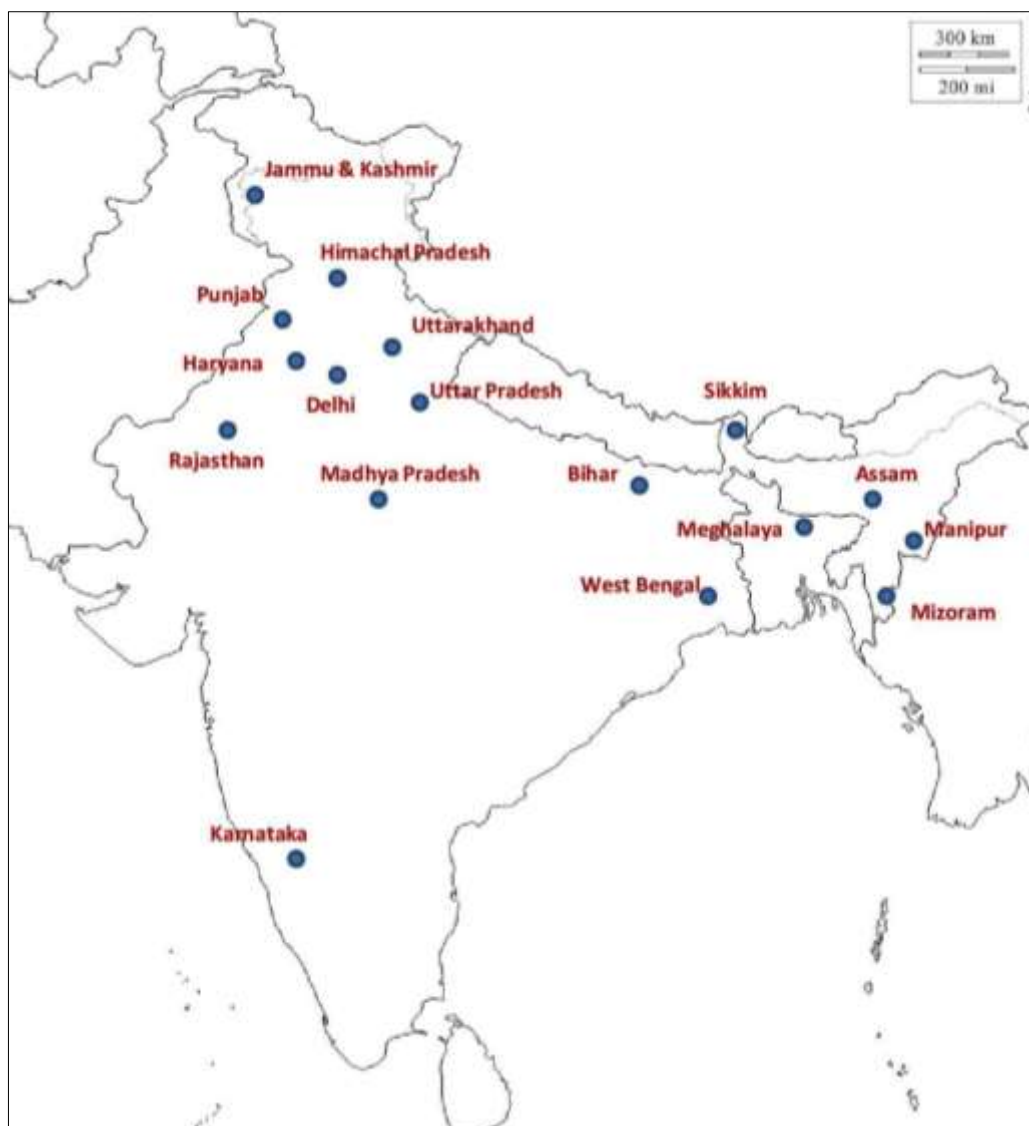 300 km
200 mi
Jammu & Kashmir
Himachal Pradesh
Punjab
Uttarakhand
Haryana
Delhi
Uttar Pradesh
Sikkim
Rajasthan
Madhya Pradesh
Bihar
Assam
Meghalaya
Manipur
West Bengal
Mizoram
Karnataka